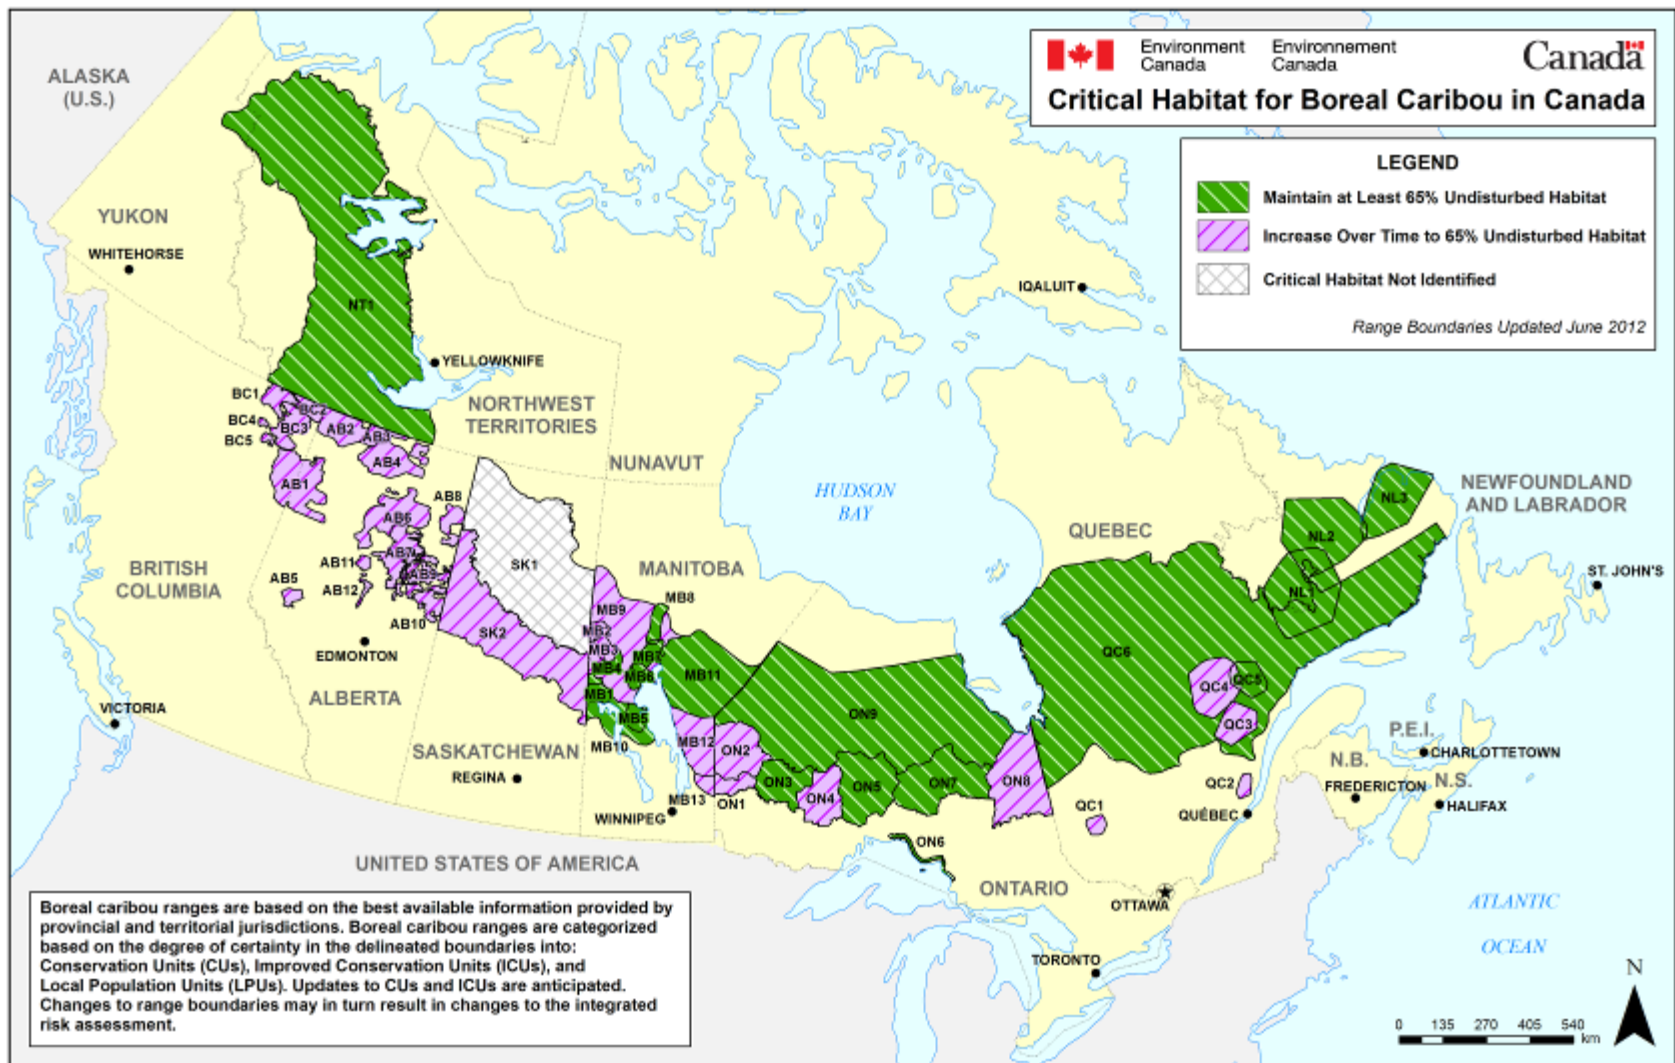 Environment Canada
Environnement Canada
Canada
Critical Habitat for Boreal Caribou in Canada
LEGEND
Maintain at Least 65% Undisturbed Habitat
Increase Over Time to 65% Undisturbed Habitat
Critical Habitat Not Identified
Range Boundaries Updated June 2012
ALASKA
(U.S.)
YUKON
WHITEHORSE
IQALUIT
NT1
YELLOWKNIFE
NORTHWEST
TERRITORIES
NUNAVUT
BC1
BC2
BC4
BC3
BC5
AB2
AB3
AB4
AB1
AB8
AB6
AB7
AB11
AB9
AB5
AB12
AB10
BRITISH
COLUMBIA
EDMONTON
ALBERTA
VICTORIA
SK1
SK2
SASKATCHEWAN
REGINA
MANITOBA
MB8
MB9
MB2
MB3
MB7
MB4
MB6
MB1
MB5
MB10
MB11
MB12
MB13
WINNIPEG
HUDSON
BAY
ON9
ON2
ON1
ON3
ON4
ON5
ON7
ON8
ON6
ONTARIO
OTTAWA
TORONTO
QUEBEC
QC6
QC4
QC5
QC3
QC2
QC1
QUÉBEC
NL3
NL2
NL1
NEWFOUNDLAND
AND LABRADOR
ST. JOHN'S
P.E.I.
CHARLOTTETOWN
N.B.
N.S.
FREDERICTON
HALIFAX
UNITED STATES OF AMERICA
ATLANTIC
OCEAN
Boreal caribou ranges are based on the best available information provided by
provincial and territorial jurisdictions. Boreal caribou ranges are categorized
based on the degree of certainty in the delineated boundaries into:
Conservation Units (CUs), Improved Conservation Units (ICUs), and
Local Population Units (LPUs). Updates to CUs and ICUs are anticipated.
Changes to range boundaries may in turn result in changes to the integrated
risk assessment.
N
0 135 270 405 540
km